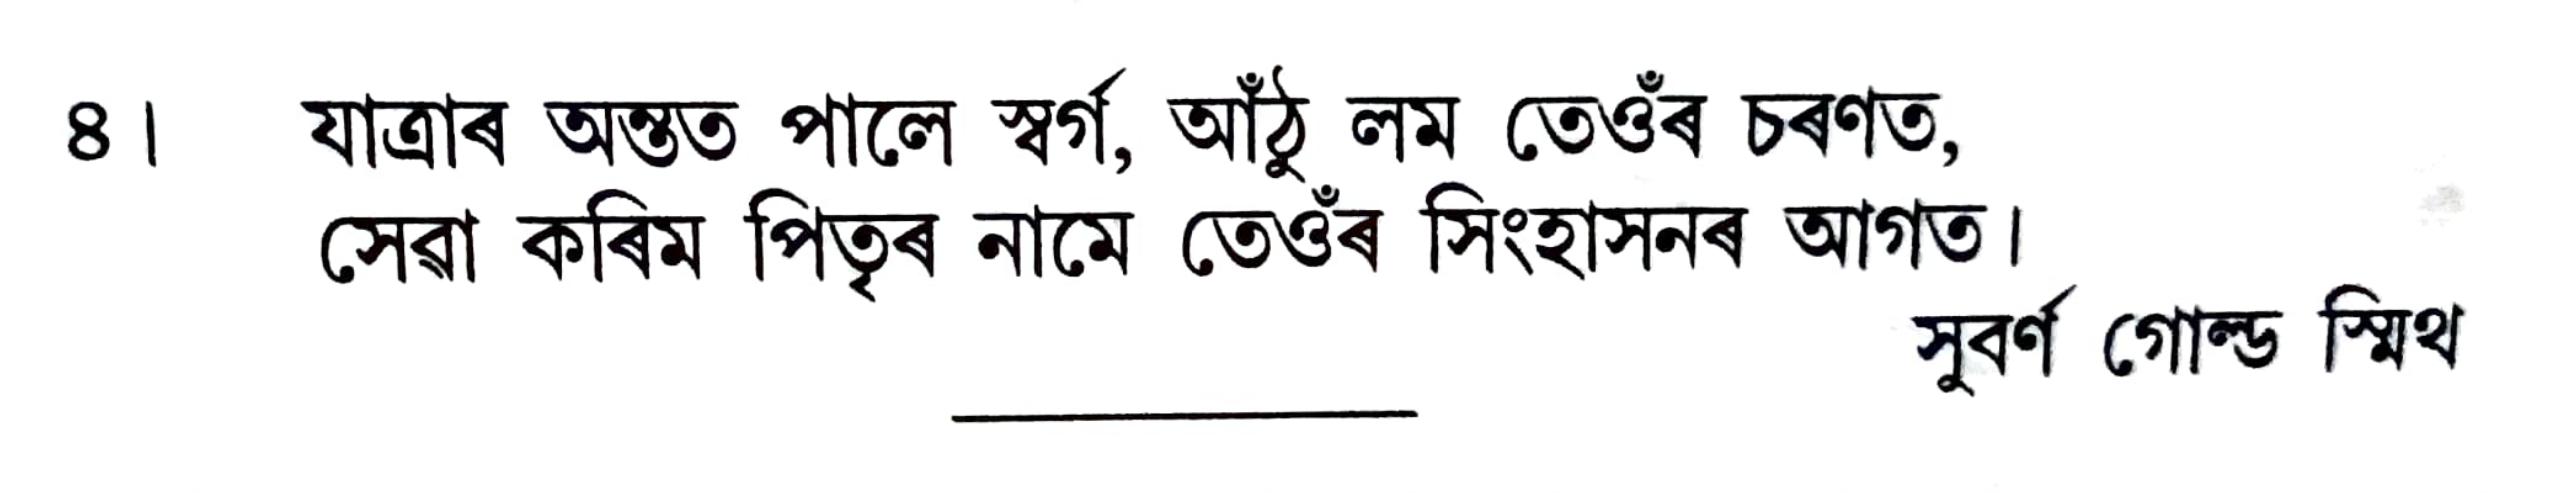 ৪।   যাত্ৰাৰ অন্তত পালে স্বৰ্গ, আঁঠু লম তেওঁৰ চৰণত,
সেৱা কৰিম পিতৃৰ নামে তেওঁৰ সিংহাসনৰ আগত।
সুবৰ্ণ গোল্ড স্মিথ